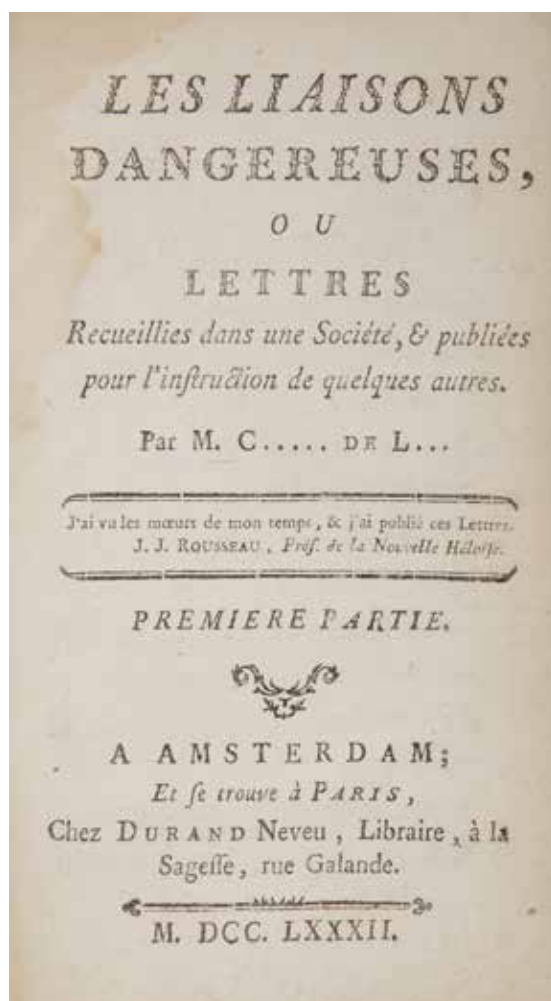 LES LIAISONS
DANGEREUSES,
OU
LETTRES
Recueillies dans une Société, & publiées
pour l'inſtruction de quelques autres.
Par M. C..... DE L...
J'ai vu les mœurs de mon temps, & j'ai publié ces Lettres.
J. J. ROUSSEAU, Préf. de la Nouvelle Héloïſe.
PREMIERE PARTIE.
A AMSTERDAM;
Et ſe trouve à PARIS,
Chez DURAND Neveu, Libraire, à la
Sageſſe, rue Galande.
M. DCC. LXXXII.